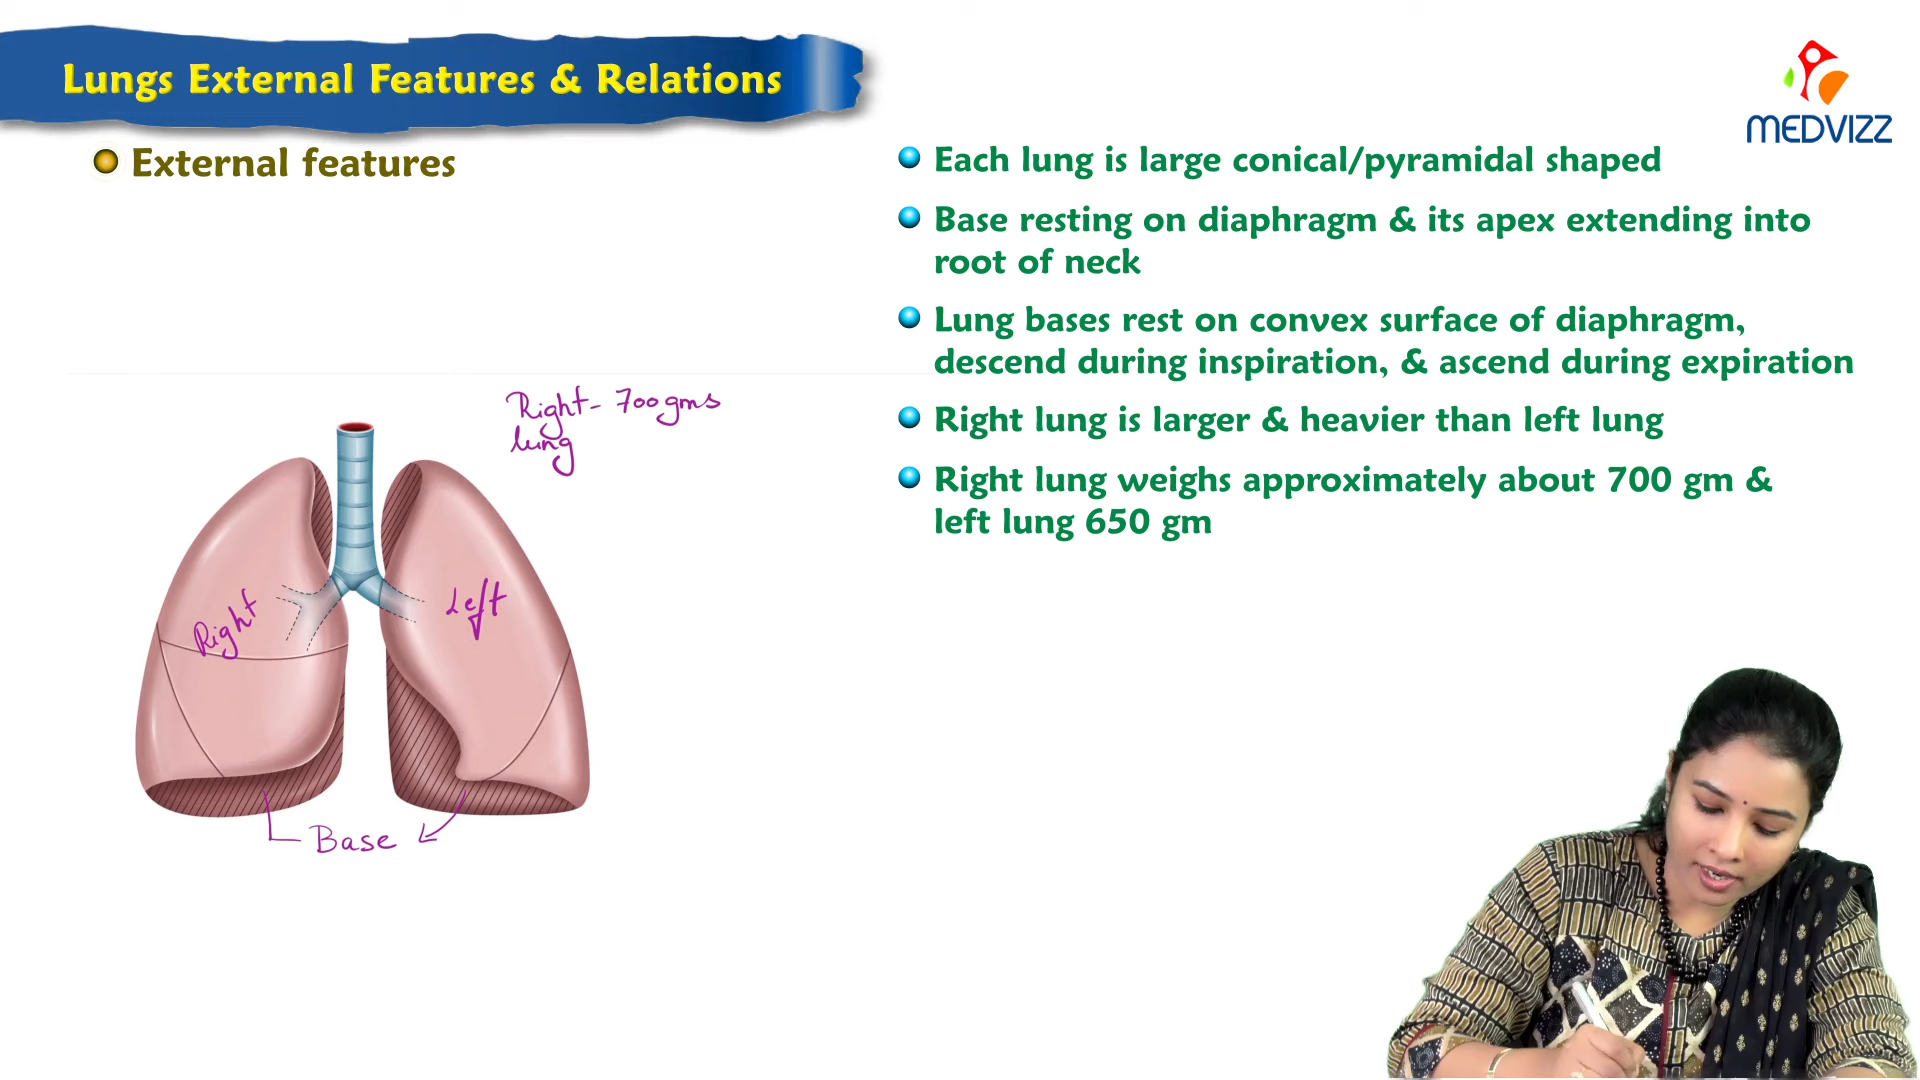 Lungs External Features & Relations
MEDVIZZ
External features
Each lung is large conical/pyramidal shaped
Base resting on diaphragm & its apex extending into
root of neck
Lung bases rest on convex surface of diaphragm,
descend during inspiration, & ascend during expiration
Right lung is larger & heavier than left lung
Right lung weighs approximately about 700 gm &
left lung 650 gm
Right - 700 gms
lung
Right
Left
Base